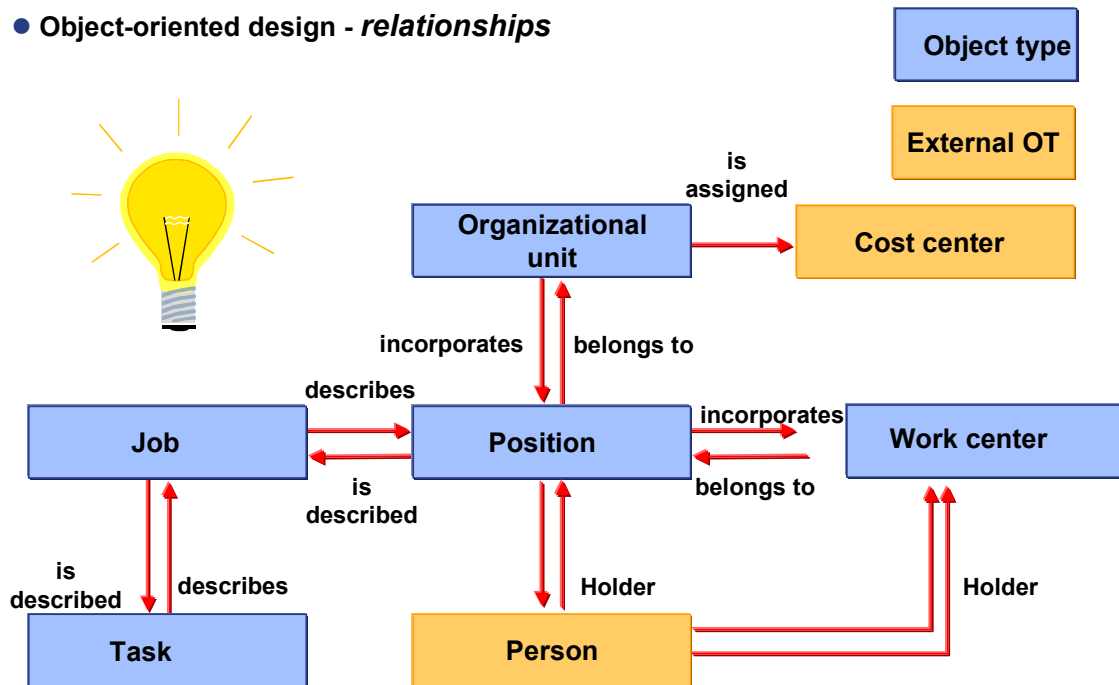 Object-oriented design - relationships
Object type
External OT
is
assigned
Organizational
unit
Cost center
incorporates
belongs to
describes
incorporates
Job
Position
Work center
is
described
belongs to
is
described
describes
Holder
Holder
Task
Person